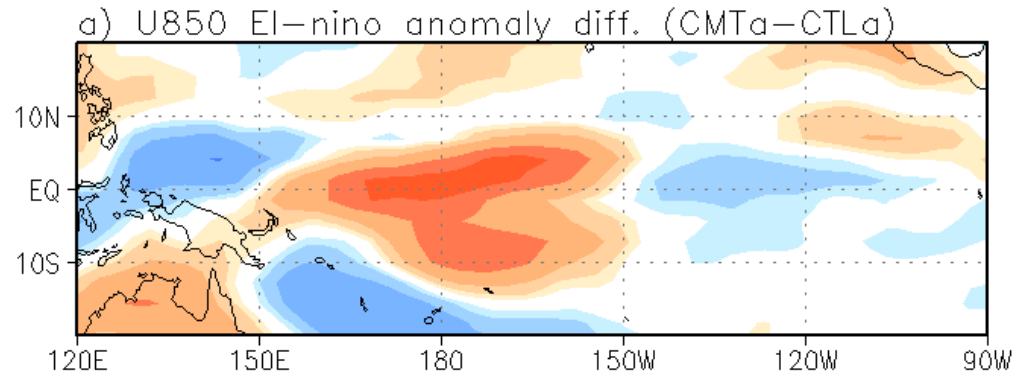 a) U850 El-nino anomaly diff. (CMTa-CTLa)
10N
EQ
10S
120E 150E 180 150W 120W 90W